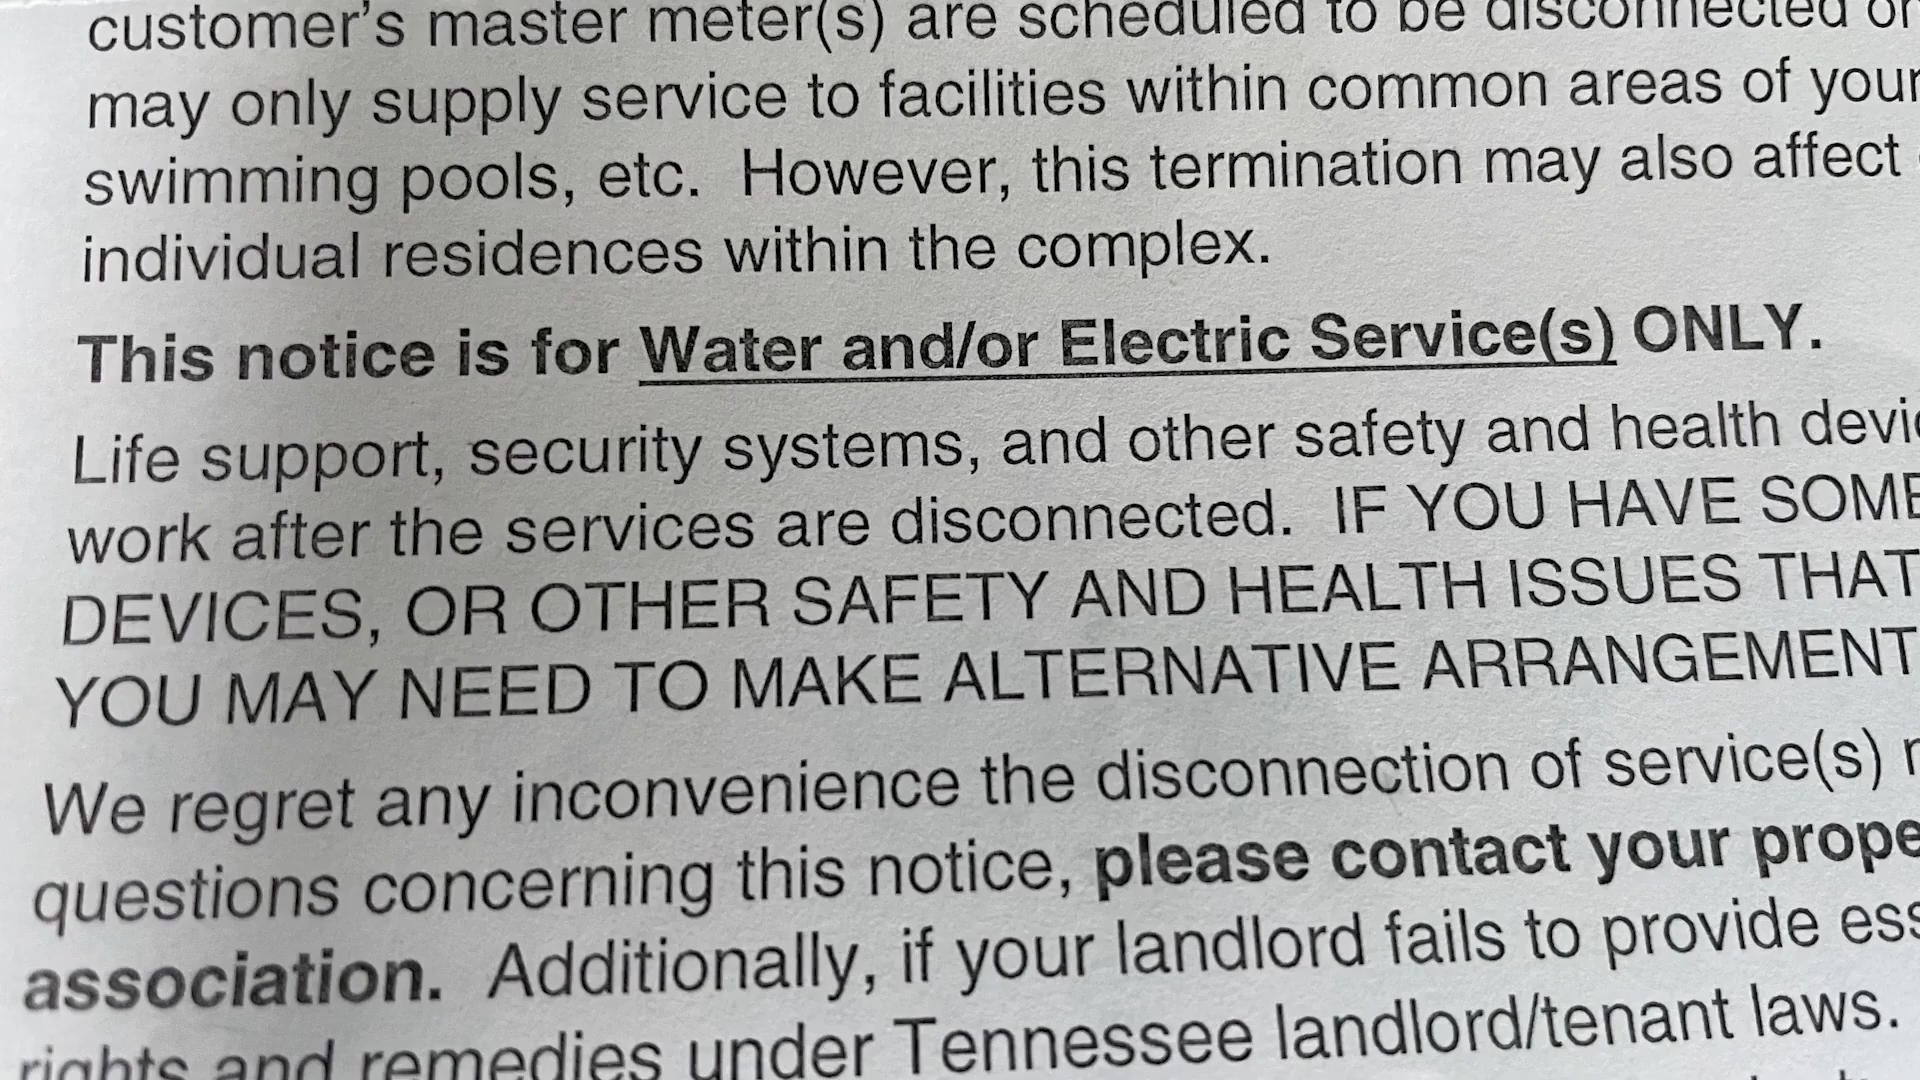 customer's master meter(s) are scheduled to be disconnected
may only supply service to facilities within common areas of your
swimming pools, etc. However, this termination may also affect
individual residences within the complex.
This notice is for Water and/or Electric Service(s) ONLY.
Life support, security systems, and other safety and health
work after the services are disconnected. IF YOU HAVE SOME
DEVICES, OR OTHER SAFETY AND HEALTH ISSUES THAT
YOU MAY NEED TO MAKE ALTERNATIVE ARRANGEMENT
We regret any inconvenience the disconnection of service(s)
questions concerning this notice, please contact your
association. Additionally, if your landlord fails to provide
rights and remedies under Tennessee landlord/tenant laws.